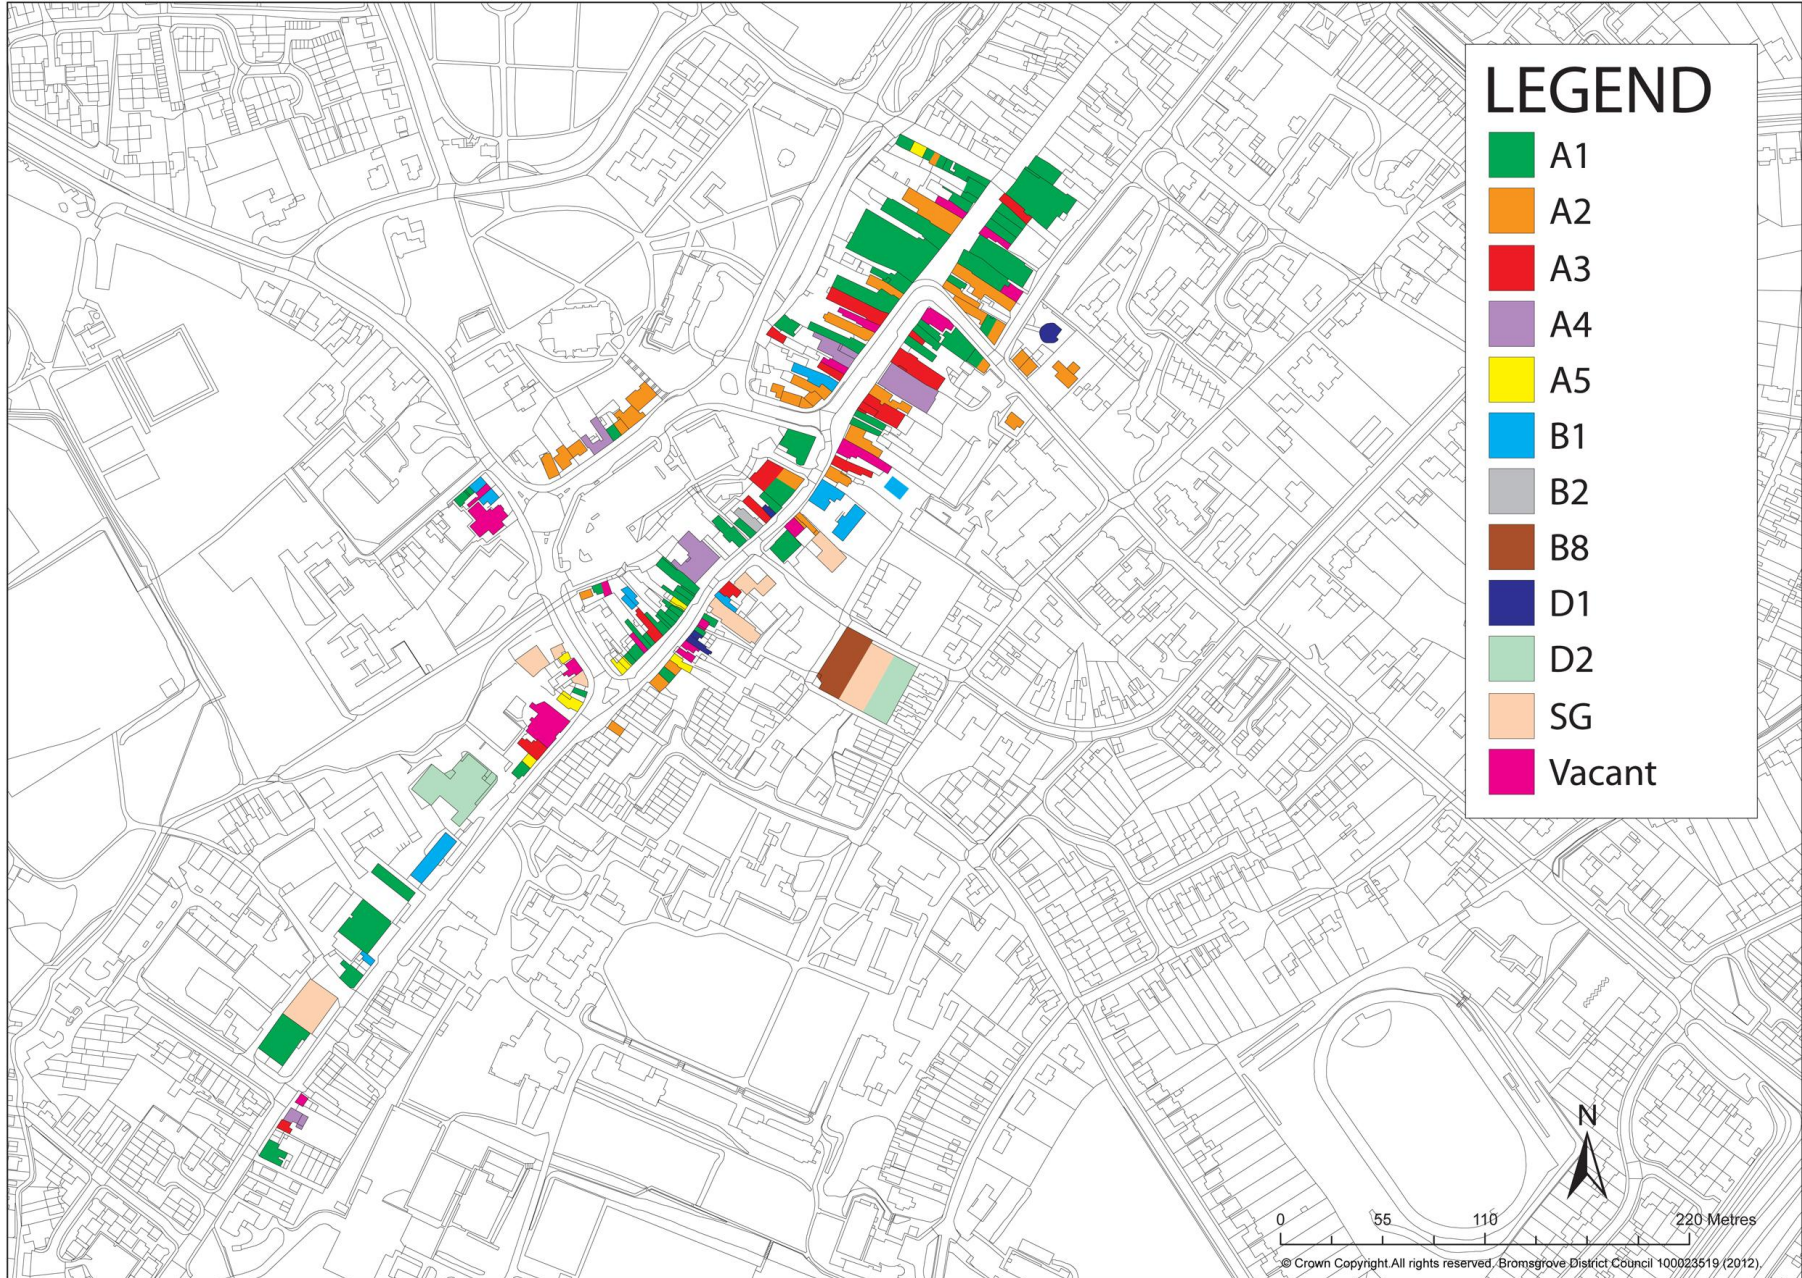 LEGEND
A1
A2
A3
A4
A5
B1
B2
B8
D1
D2
SG
Vacant
N
0 55 110 220 Metres
© Crown Copyright.All rights reserved. Bromsgrove District Council 100023519 (2012).